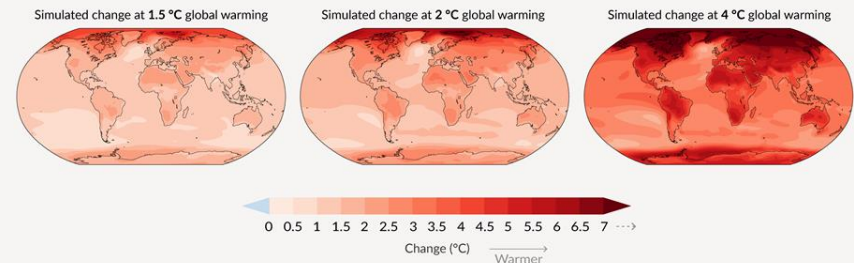 Simulated change at 1.5 °C global warming
Simulated change at 2 °C global warming
Simulated change at 4 °C global warming
0 0.5 1 1.5 2 2.5 3 3.5 4 4.5 5 5.5 6 6.5 7
Change (°C)
Warmer